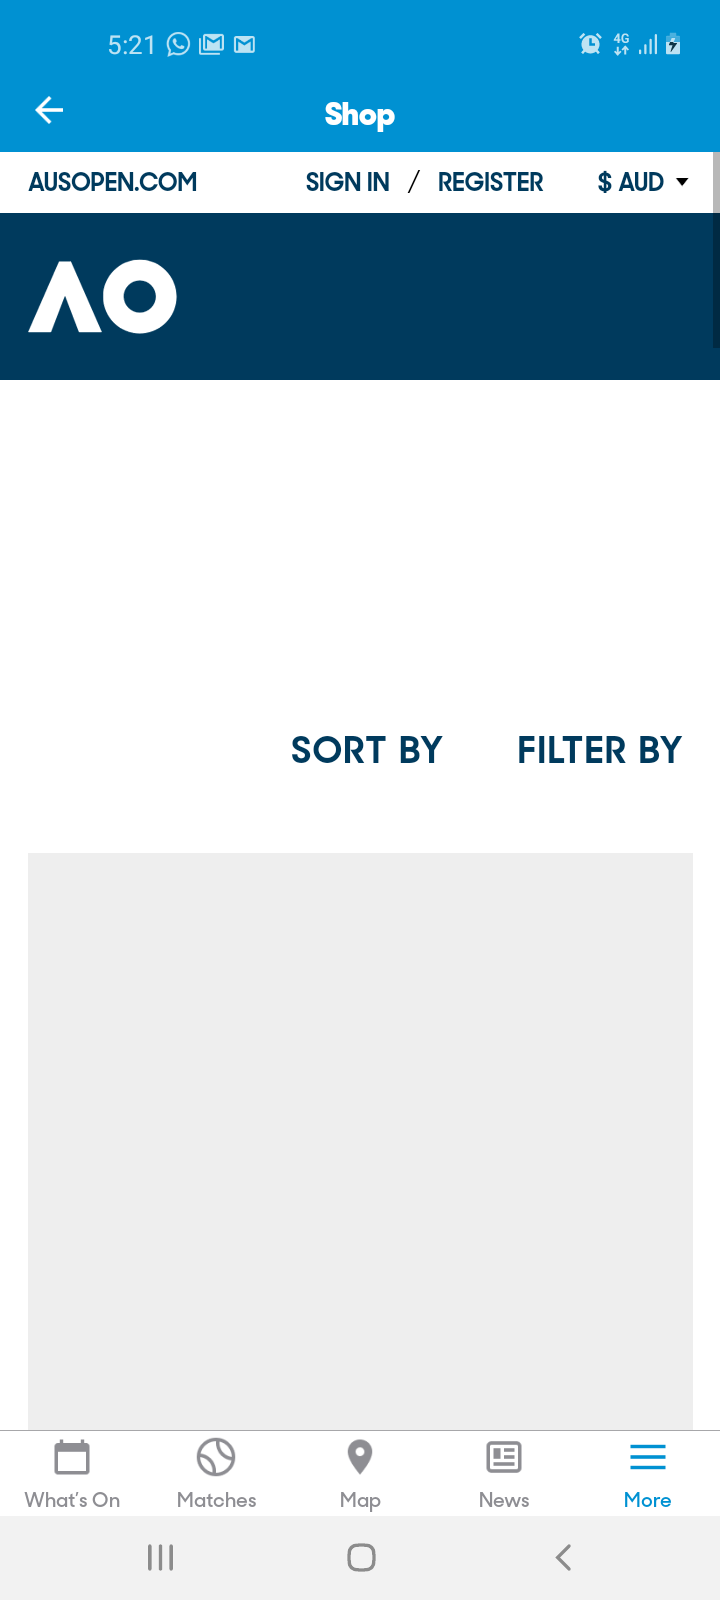 5:21 4G
Shop
AUSOPEN.COM SIGN IN / REGISTER $ AUD
AO
SORT BY FILTER BY
What's On Matches Map News More